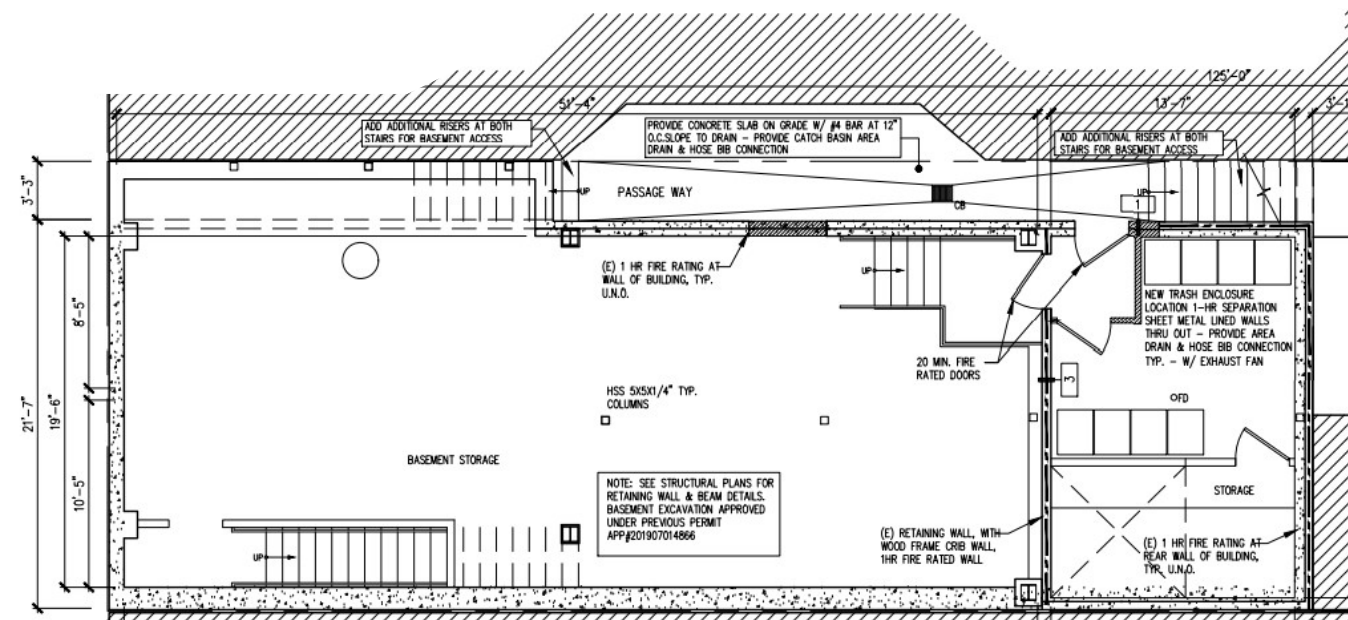 125'-0"
51'-4"
13'-7"
3'-1
ADD ADDITIONAL RISERS AT BOTH
STAIRS FOR BASEMENT ACCESS
PROVIDE CONCRETE SLAB ON GRADE W/ #4 BAR AT 12"
O.C.SLOPE TO DRAIN - PROVIDE CATCH BASIN AREA
DRAIN & HOSE BIB CONNECTION
ADD ADDITIONAL RISERS AT BOTH
STAIRS FOR BASEMENT ACCESS
3'-3"
UP
PASSAGE WAY
CB
UP
1
(E) 1 HR FIRE RATING AT
WALL OF BUILDING, TYP.
U.N.O.
UP
NEW TRASH ENCLOSURE
LOCATION 1-HR SEPARATION
SHEET METAL LINED WALLS
THRU OUT - PROVIDE AREA
DRAIN & HOSE BIB CONNECTION
TYP. - W/ EXHAUST FAN
8'-5"
20 MIN. FIRE
RATED DOORS
3
21'-7"
19'-6"
HSS 5X5X1/4" TYP.
COLUMNS
FD
BASEMENT STORAGE
10'-5"
NOTE: SEE STRUCTURAL PLANS FOR
RETAINING WALL & BEAM DETAILS.
BASEMENT EXCAVATION APPROVED
UNDER PREVIOUS PERMIT
APP#201907014866
STORAGE
UP
(E) RETAINING WALL, WITH
WOOD FRAME CRIB WALL,
1HR FIRE RATED WALL
(E) 1 HR FIRE RATING AT
REAR WALL OF BUILDING,
TYP. U.N.O.